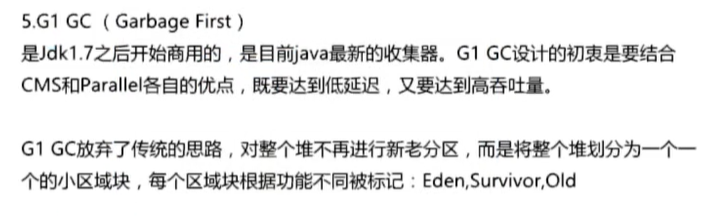 5.G1 GC （Garbage First）
是Jdk1.7之后开始商用的，是目前java最新的收集器。G1 GC设计的初衷是要结合
CMS和Parallel各自的优点，既要达到低延迟，又要达到高吞吐量。
G1 GC放弃了传统的思路，对整个堆不再进行新老分区，而是将整个堆划分为一个一
个的小区域块，每个区域块根据功能不同被标记：Eden,Survivor,Old